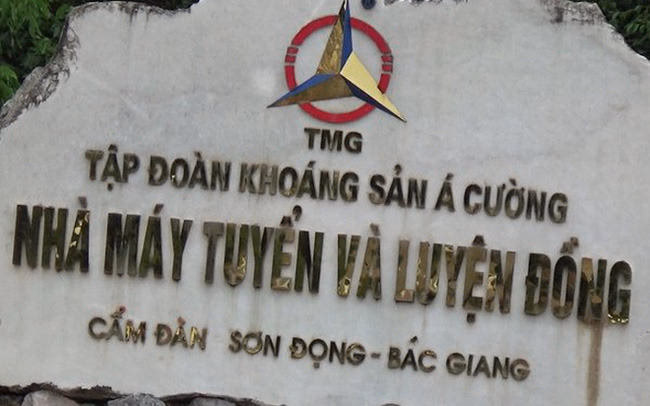 TMG
TẬP ĐOÀN KHOÁNG SẢN Á CƯỜNG
NHÀ MÁY TUYỂN VÀ LUYỆN ĐỒNG
CẨM ĐÀN SƠN ĐỘNG - BẮC GIANG